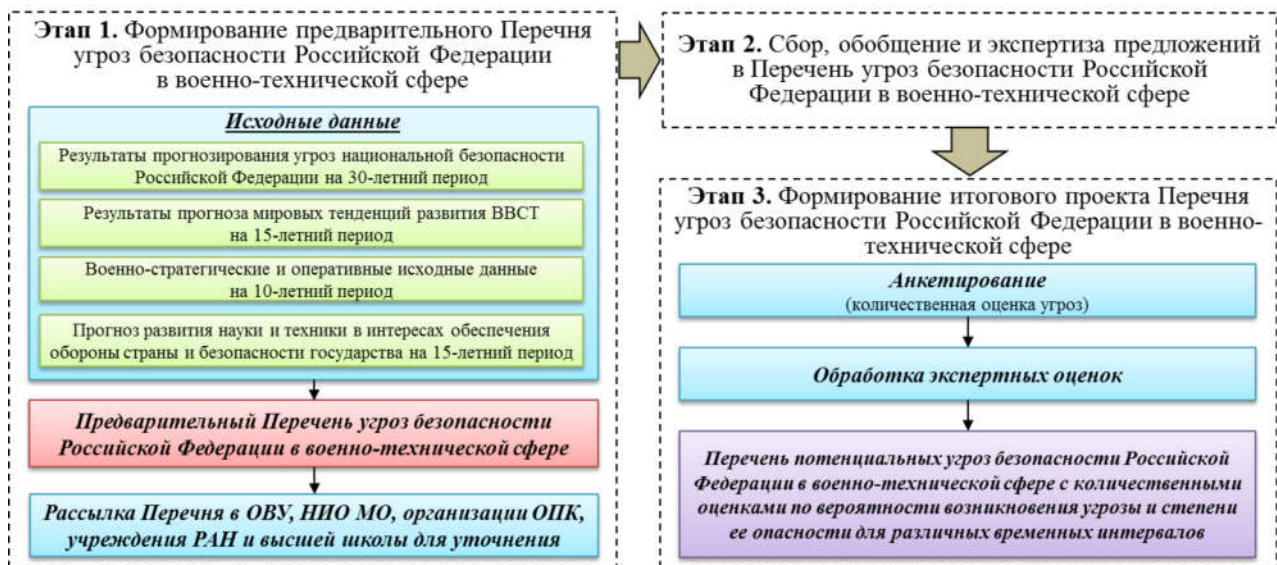 Этап 1. Формирование предварительного Перечня
угроз безопасности Российской Федерации
в военно-технической сфере
Исходные данные
Результаты прогнозирования угроз национальной безопасности
Российской Федерации на 30-летний период
Результаты прогноза мировых тенденций развития ВВСТ
на 15-летний период
Военно-стратегические и оперативные исходные данные
на 10-летний период
Прогноз развития науки и техники в интересах обеспечения
обороны страны и безопасности государства на 15-летний период
Предварительный Перечень угроз безопасности
Российской Федерации в военно-технической сфере
Рассылка Перечня в ОВУ, НИО МО, организации ОПК,
учреждения РАН и высшей школы для уточнения
Этап 2. Сбор, обобщение и экспертиза предложений
в Перечень угроз безопасности Российской
Федерации в военно-технической сфере
Этап 3. Формирование итогового проекта Перечня
угроз безопасности Российской Федерации в военно-
технической сфере
Анкетирование
(количественная оценка угроз)
Обработка экспертных оценок
Перечень потенциальных угроз безопасности Российской
Федерации в военно-технической сфере с количественными
оценками по вероятности возникновения угрозы и степени
ее опасности для различных временных интервалов